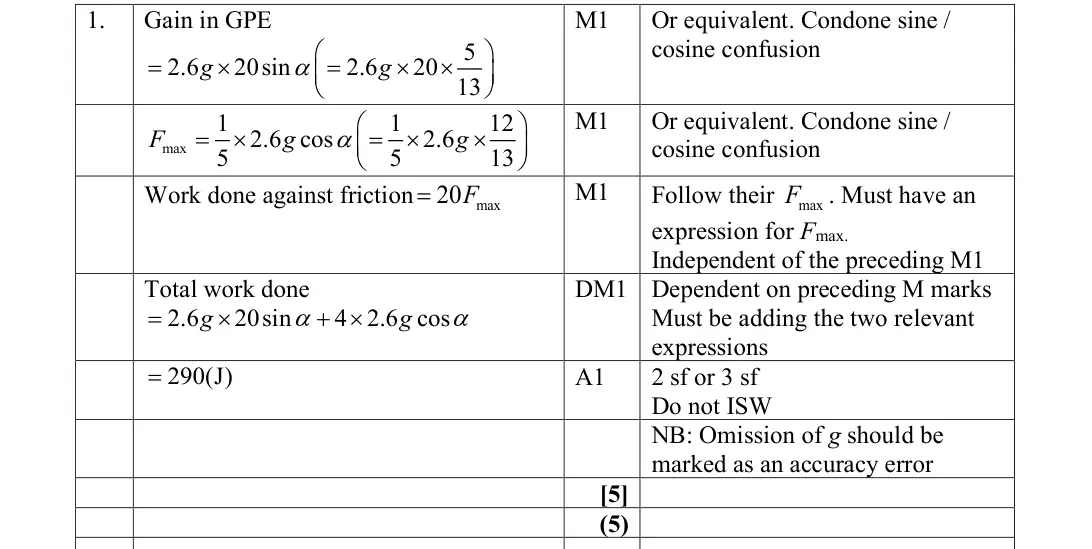 1. Gain in GPE M1 Or equivalent. Condone sine /
cosine confusion
= 2.6g × 20 sin α ( = 2.6g × 20 × 5/13 )
F_max = 1/5 × 2.6g cos α ( = 1/5 × 2.6g × 12/13 ) M1 Or equivalent. Condone sine /
cosine confusion
Work done against friction = 20F_max M1 Follow their F_max . Must have an
expression for F_max.
Independent of the preceding M1
Total work done DM1 Dependent on preceding M marks
= 2.6g × 20 sin α + 4 × 2.6g cos α Must be adding the two relevant
expressions
= 290(J) A1 2 sf or 3 sf
Do not ISW
NB: Omission of g should be
marked as an accuracy error
[5]
(5)